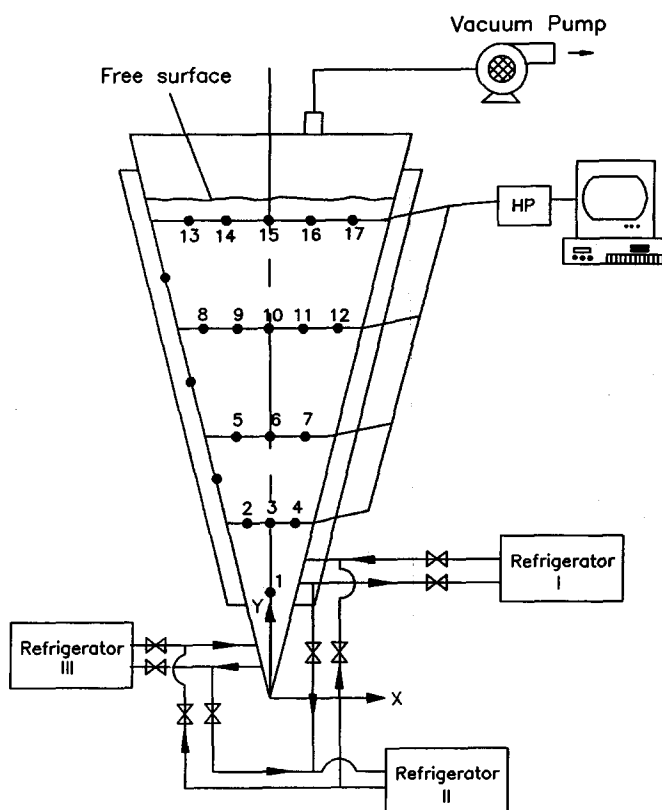 Vacuum Pump
Free surface
HP
13 14 15 16 17
8 9 10 11 12
5 6 7
2 3 4
1
Y
X
Refrigerator
I
Refrigerator
III
Refrigerator
II